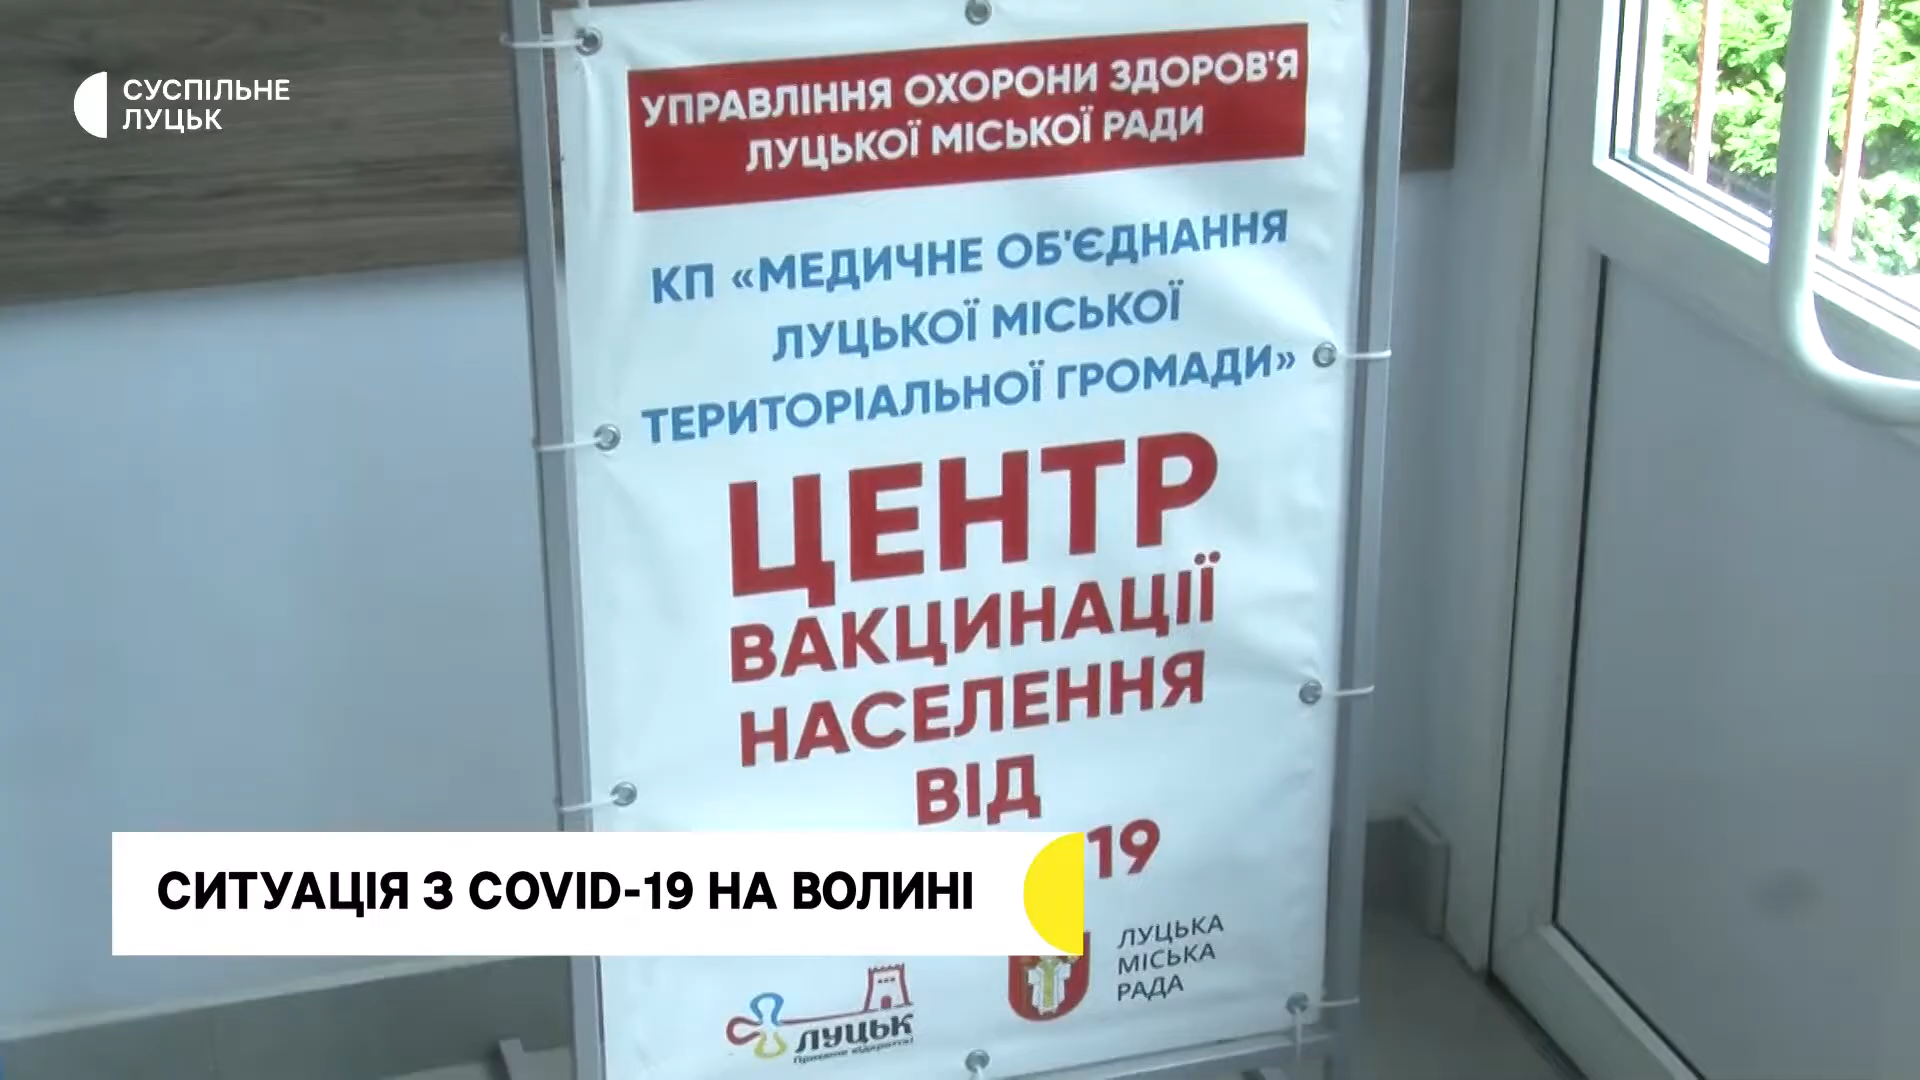 СУСПІЛЬНЕ
ЛУЦЬК
УПРАВЛІННЯ ОХОРОНИ ЗДОРОВ'Я
ЛУЦЬКОЇ МІСЬКОЇ РАДИ
КП «МЕДИЧНЕ ОБ'ЄДНАННЯ
ЛУЦЬКОЇ МІСЬКОЇ
ТЕРИТОРІАЛЬНОЇ ГРОМАДИ»
ЦЕНТР
ВАКЦИНАЦІЇ
НАСЕЛЕННЯ
ВІД
19
СИТУАЦІЯ З COVID-19 НА ВОЛИНІ
ЛУЦЬКА
МІСЬКА
РАДА
ЛУЦЬК